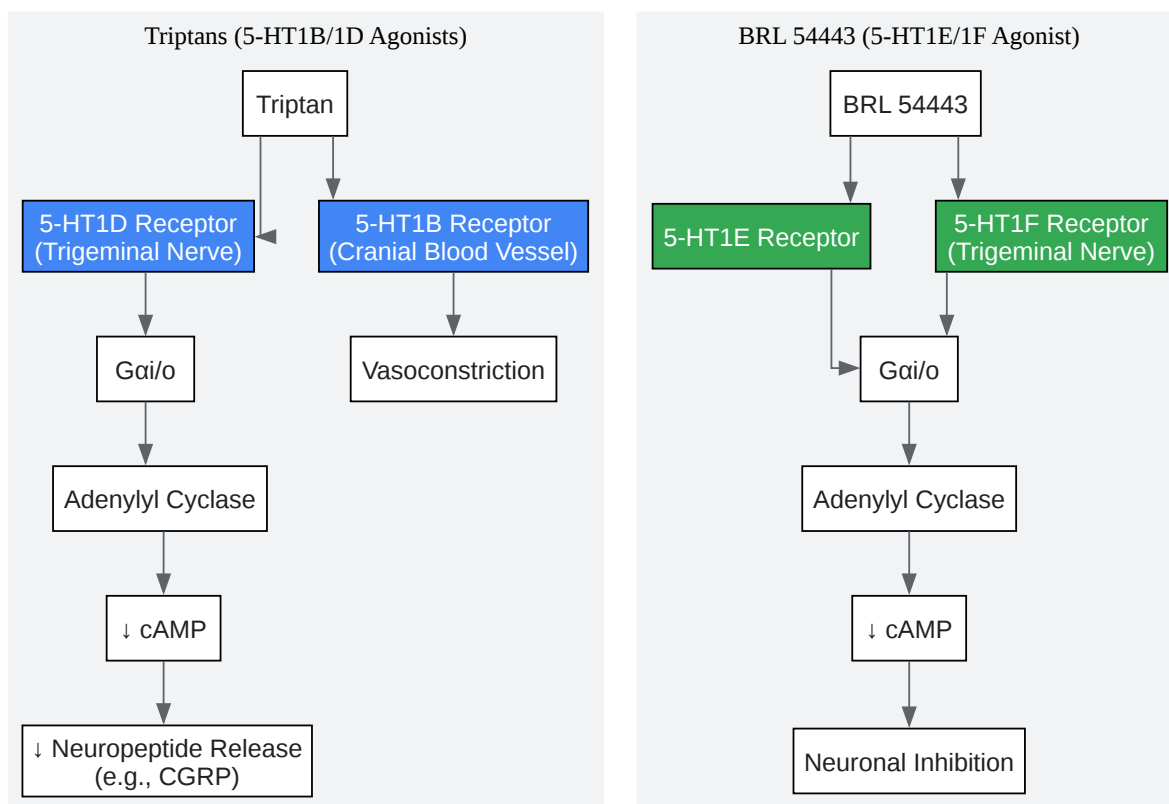 Triptans (5-HT1B/1D Agonists)
Triptan
5-HT1D Receptor
(Trigeminal Nerve)
5-HT1B Receptor
(Cranial Blood Vessel)
Gαi/o
Vasoconstriction
Adenylyl Cyclase
↓ cAMP
↓ Neuropeptide Release
(e.g., CGRP)
BRL 54443 (5-HT1E/1F Agonist)
BRL 54443
5-HT1E Receptor
5-HT1F Receptor
(Trigeminal Nerve)
Gαi/o
Adenylyl Cyclase
↓ cAMP
Neuronal Inhibition